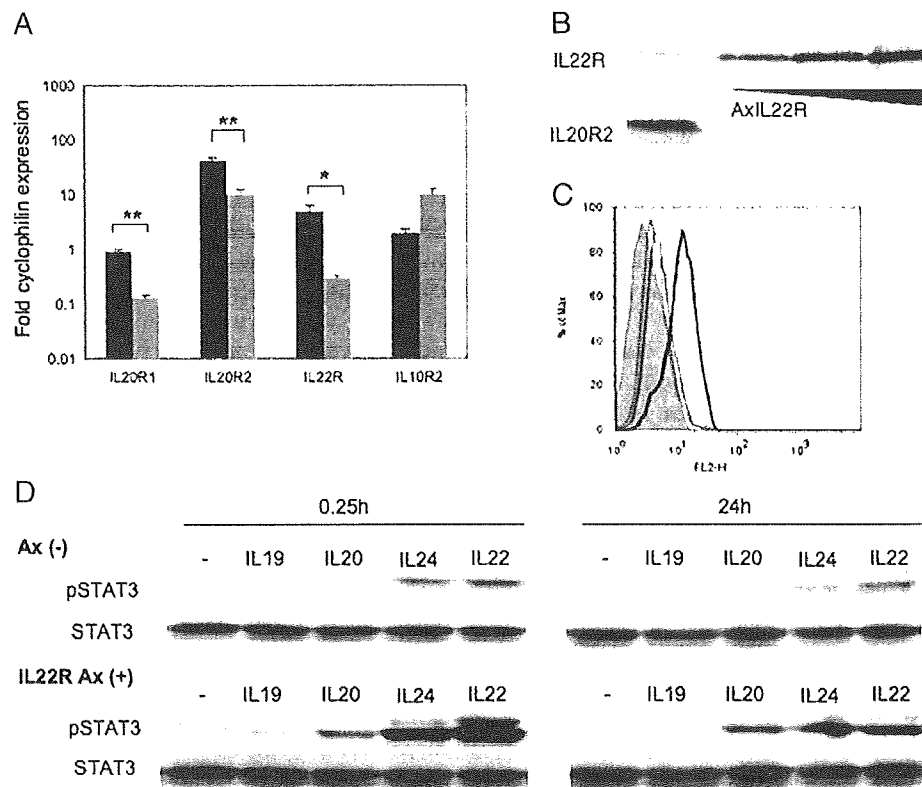 A
Fold cyclophilin expression
1000
100
10
1
0.1
0.01
**
**
*
IL20R1
IL20R2
IL22R
IL10R2
B
IL22R
AxIL22R
IL20R2
C
% of Max
100
80
60
40
20
0
10^0
10^1
10^2
10^3
FL2-H
D
0.25h
24h
Ax (-)
- IL19 IL20 IL24 IL22
- IL19 IL20 IL24 IL22
pSTAT3
STAT3
IL22R Ax (+)
- IL19 IL20 IL24 IL22
- IL19 IL20 IL24 IL22
pSTAT3
STAT3